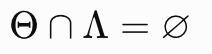 Θ ∩ Λ = ∅